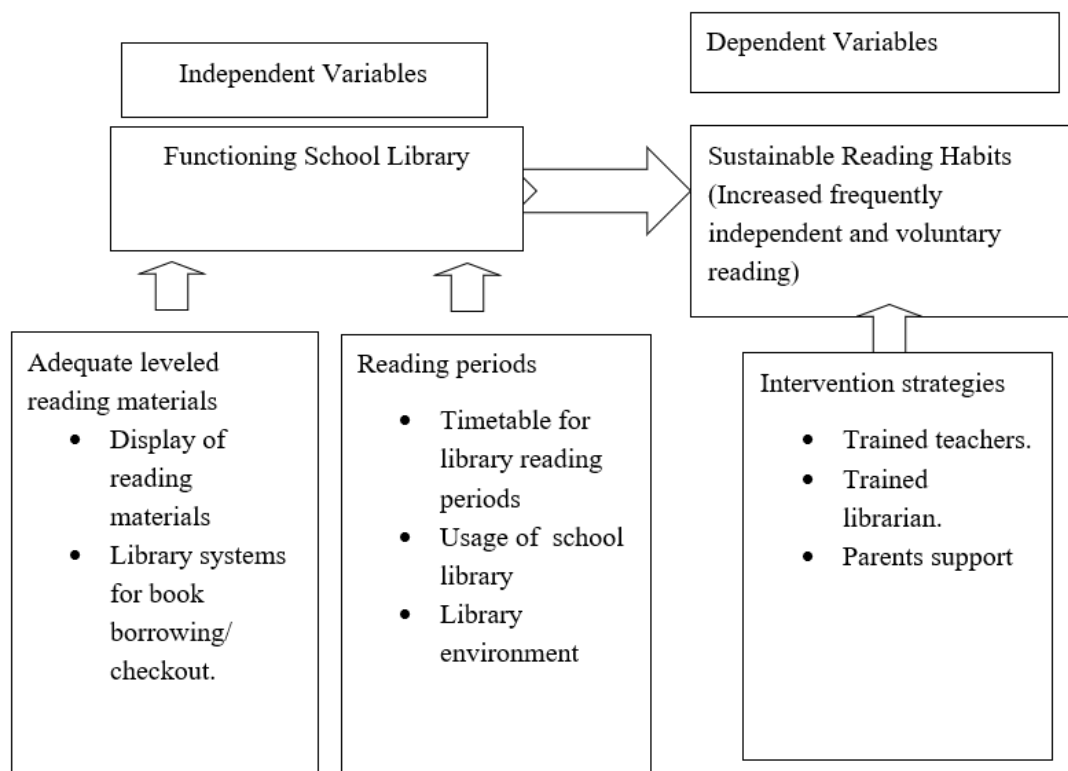 Independent Variables
Dependent Variables
Functioning School Library
Sustainable Reading Habits
(Increased frequently
independent and voluntary
reading)
Adequate leveled
reading materials
• Display of
reading
materials
• Library systems
for book
borrowing/
checkout.
Reading periods
• Timetable for
library reading
periods
• Usage of school
library
• Library
environment
Intervention strategies
• Trained teachers.
• Trained
librarian.
• Parents support